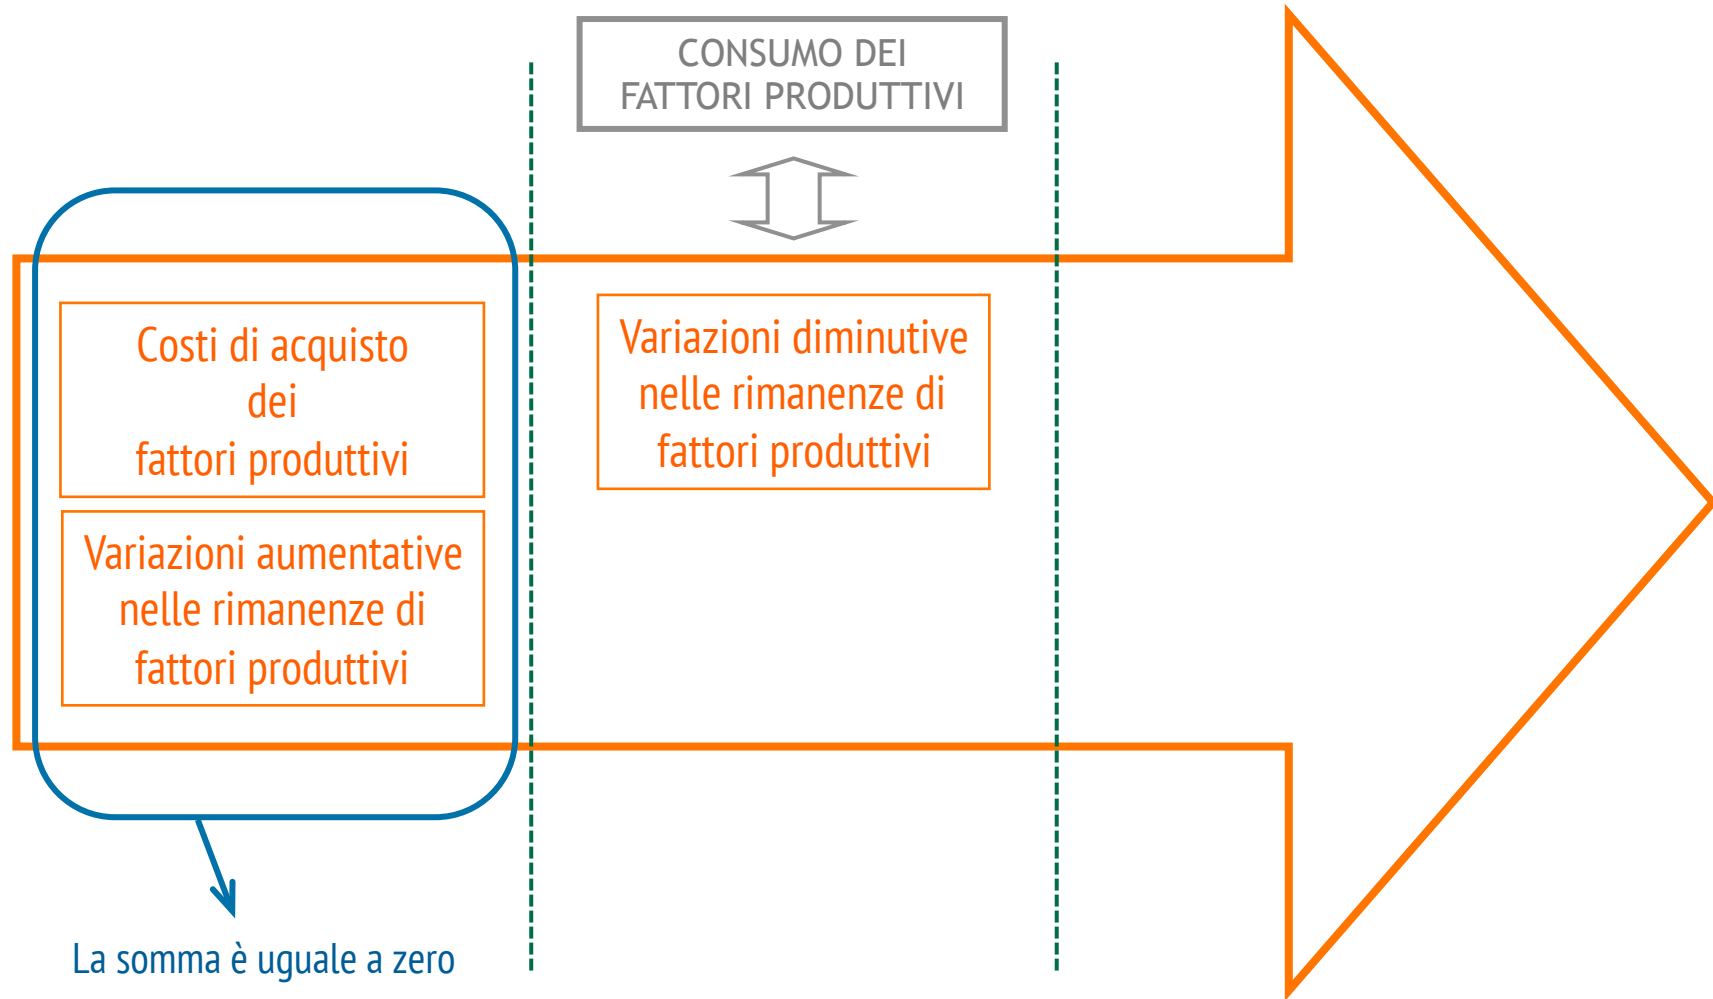 CONSUMO DEI
FATTORI PRODUTTIVI
Costi di acquisto
dei
fattori produttivi
Variazioni aumentative
nelle rimanenze di
fattori produttivi
Variazioni diminutive
nelle rimanenze di
fattori produttivi
La somma è uguale a zero